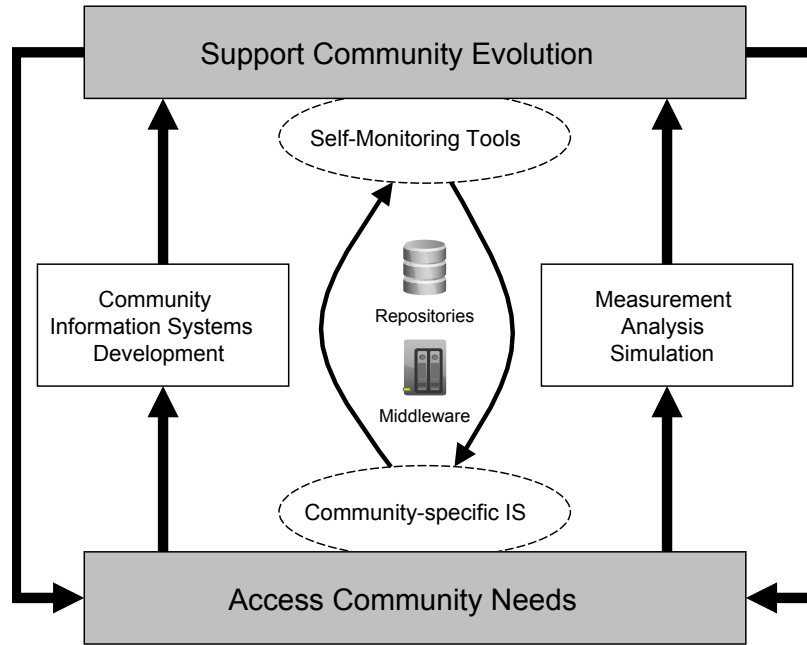 Support Community Evolution
Self-Monitoring Tools
Community
Information Systems
Development
Repositories
Middleware
Measurement
Analysis
Simulation
Community-specific IS
Access Community Needs